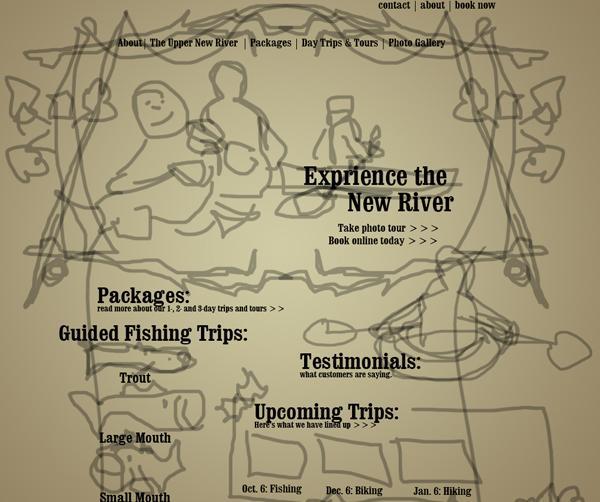 contact | about | book now
About | The Upper New River | Packages | Day Trips & Tours | Photo Gallery
Exprience the
New River
Take photo tour > > >
Book online today > > >
Packages:
read more about our 1-, 2- and 3-day trips and tours > >
Guided Fishing Trips:
Testimonials:
what customers are saying.
Trout
Upcoming Trips:
Here's what we have lined up > > >
Large Mouth
Oct. 6: Fishing
Dec. 6: Biking
Jan. 6: Hiking
Small Mouth